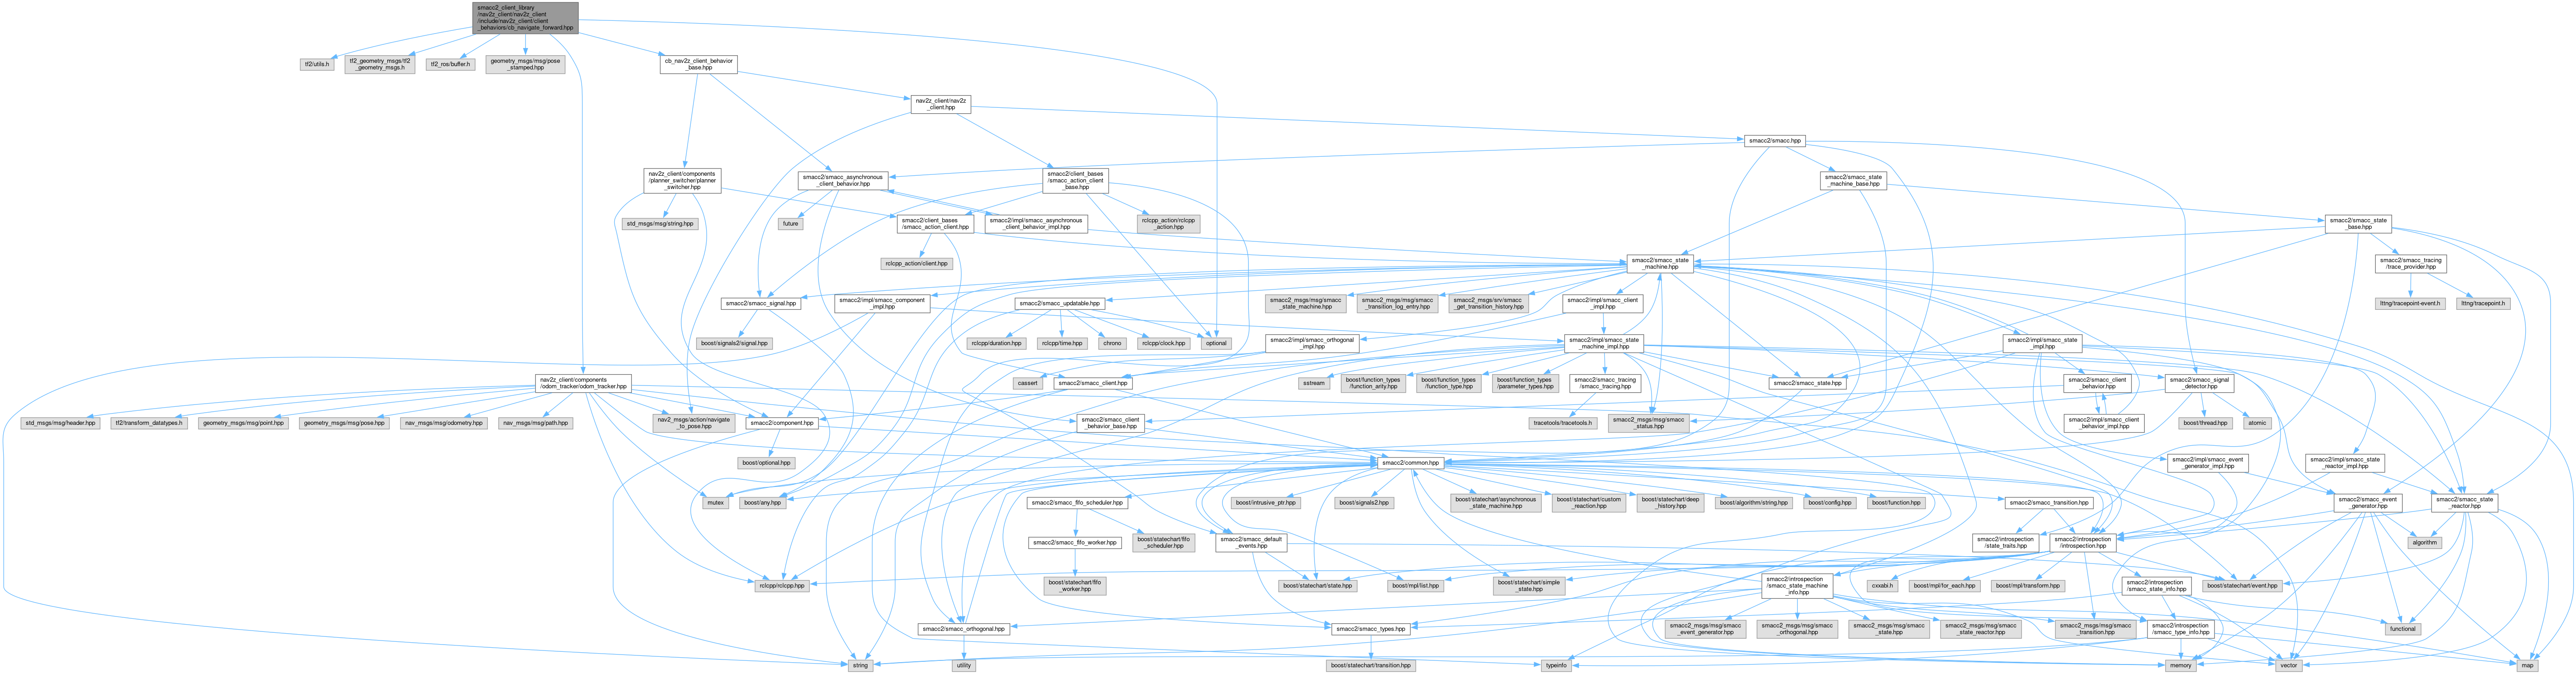 smacc2_client_library
/nav2z_client/nav2z_client
/include/nav2z_client/client
_behaviors/cb_navigate_forward.hpp
tf2/utils.h
tf2_geometry_msgs/tf2
_geometry_msgs.h
tf2_ros/buffer.h
geometry_msgs/msg/pose
_stamped.hpp
cb_nav2z_client_behavior
_base.hpp
nav2z_client/nav2z
_client.hpp
smacc2/smacc.hpp
nav2z_client/components
/planner_switcher/planner
_switcher.hpp
smacc2/smacc_asynchronous
_client_behavior.hpp
smacc2/client_bases
/smacc_action_client
_base.hpp
smacc2/smacc_state
_machine_base.hpp
std_msgs/msg/string.hpp
future
smacc2/client_bases
/smacc_action_client.hpp
smacc2/impl/smacc_asynchronous
_client_behavior_impl.hpp
rclcpp_action/rclcpp
_action.hpp
smacc2/smacc_state
_base.hpp
rclcpp_action/client.hpp
smacc2/smacc_state
_machine.hpp
smacc2/smacc_tracing
/trace_provider.hpp
smacc2/smacc_signal.hpp
smacc2/impl/smacc_component
_impl.hpp
smacc2/smacc_updatable.hpp
smacc2_msgs/msg/smacc
_state_machine.hpp
smacc2_msgs/msg/smacc
_transition_log_entry.hpp
smacc2_msgs/srv/smacc
_get_transition_history.hpp
smacc2/impl/smacc_client
_impl.hpp
lttng/tracepoint-event.h
lttng/tracepoint.h
boost/signals2/signal.hpp
rclcpp/duration.hpp
rclcpp/time.hpp
chrono
rclcpp/clock.hpp
optional
smacc2/impl/smacc_orthogonal
_impl.hpp
smacc2/impl/smacc_state
_machine_impl.hpp
smacc2/impl/smacc_state
_impl.hpp
nav2z_client/components
/odom_tracker/odom_tracker.hpp
cassert
smacc2/smacc_client.hpp
sstream
boost/function_types
/function_arity.hpp
boost/function_types
/function_type.hpp
boost/function_types
/parameter_types.hpp
smacc2/smacc_tracing
/smacc_tracing.hpp
smacc2/smacc_state.hpp
smacc2/smacc_client
_behavior.hpp
smacc2/smacc_signal
_detector.hpp
std_msgs/msg/header.hpp
tf2/transform_datatypes.h
geometry_msgs/msg/point.hpp
geometry_msgs/msg/pose.hpp
nav_msgs/msg/odometry.hpp
nav_msgs/msg/path.hpp
nav2_msgs/action/navigate
_to_pose.hpp
smacc2/component.hpp
smacc2/smacc_client
_behavior_base.hpp
tracetools/tracetools.h
smacc2_msgs/msg/smacc
_status.hpp
smacc2/impl/smacc_client
_behavior_impl.hpp
boost/thread.hpp
atomic
boost/optional.hpp
smacc2/common.hpp
smacc2/impl/smacc_event
_generator_impl.hpp
smacc2/impl/smacc_state
_reactor_impl.hpp
mutex
boost/any.hpp
smacc2/smacc_fifo_scheduler.hpp
boost/intrusive_ptr.hpp
boost/signals2.hpp
boost/statechart/asynchronous
_state_machine.hpp
boost/statechart/custom
_reaction.hpp
boost/statechart/deep
_history.hpp
boost/algorithm/string.hpp
boost/config.hpp
boost/function.hpp
smacc2/smacc_transition.hpp
smacc2/smacc_event
_generator.hpp
smacc2/smacc_state
_reactor.hpp
smacc2/smacc_fifo_worker.hpp
boost/statechart/fifo
_scheduler.hpp
smacc2/smacc_default
_events.hpp
smacc2/introspection
/state_traits.hpp
smacc2/introspection
/introspection.hpp
algorithm
rclcpp/rclcpp.hpp
boost/statechart/fifo
_worker.hpp
boost/statechart/state.hpp
boost/mpl/list.hpp
boost/statechart/simple
_state.hpp
smacc2/introspection
/smacc_state_machine
_info.hpp
cxxabi.h
boost/mpl/for_each.hpp
boost/mpl/transform.hpp
smacc2/introspection
/smacc_state_info.hpp
boost/statechart/event.hpp
smacc2/smacc_orthogonal.hpp
smacc2/smacc_types.hpp
smacc2_msgs/msg/smacc
_event_generator.hpp
smacc2_msgs/msg/smacc
_orthogonal.hpp
smacc2_msgs/msg/smacc
_state.hpp
smacc2_msgs/msg/smacc
_state_reactor.hpp
smacc2_msgs/msg/smacc
_transition.hpp
smacc2/introspection
/smacc_type_info.hpp
functional
string
utility
boost/statechart/transition.hpp
typeinfo
memory
vector
map